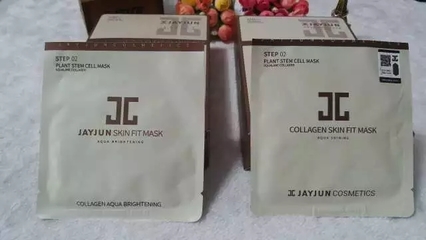 STEP 02
PLANT STEM CELL MASK
JAYJUN SKIN FIT MASK
AQUA BRIGHTENING
COLLAGEN AQUA BRIGHTENING
STEP 02
PLANT STEM CELL MASK
COLLAGEN SKIN FIT MASK
JAYJUN COSMETICS